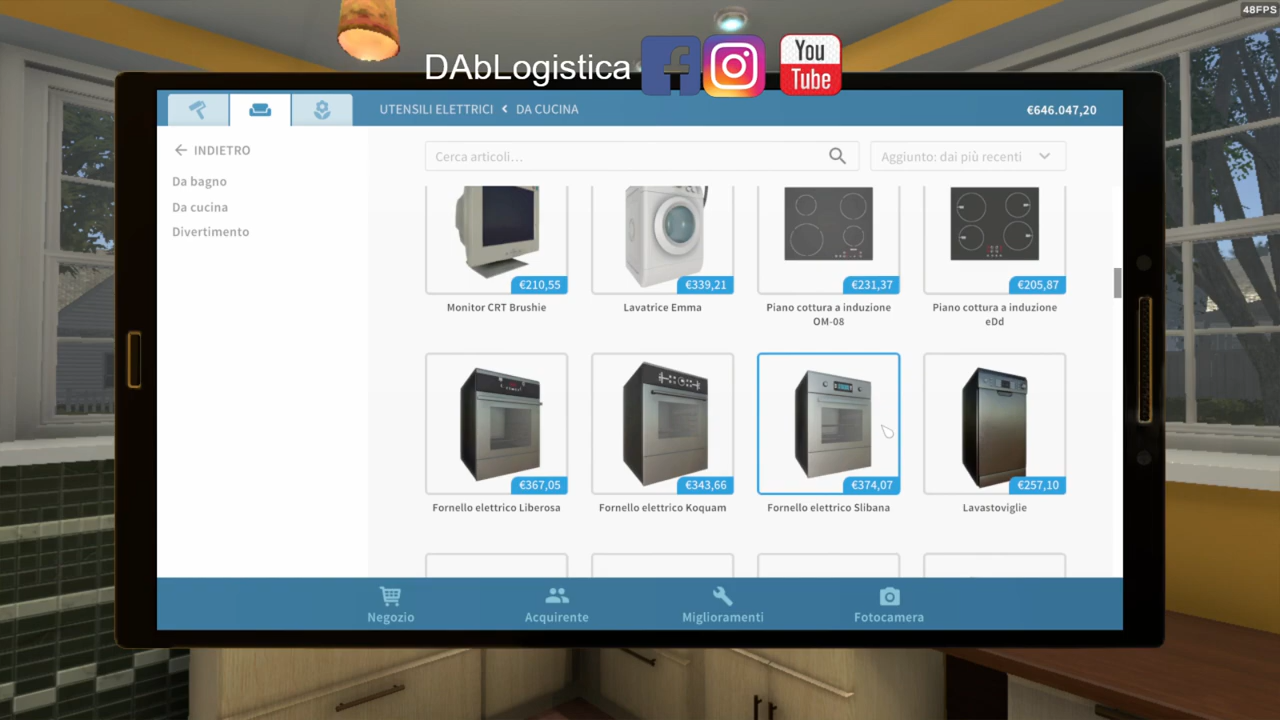 48FPS
DAbLogistica
f
You
Tube
UTENSILI ELETTRICI < DA CUCINA
€646.047,20
INDIETRO
Da bagno
Da cucina
Divertimento
Cerca articoli...
Aggiunto: dai più recenti
€210,55
Monitor CRT Brushie
€339,21
Lavatrice Emma
€231,37
Piano cottura a induzione
OM-08
€205,87
Piano cottura a induzione
eDd
€367,05
Fornello elettrico Liberosa
€343,66
Fornello elettrico Koquam
€374,07
Fornello elettrico Slibana
€257,10
Lavastoviglie
Negozio
Acquirente
Miglioramenti
Fotocamera